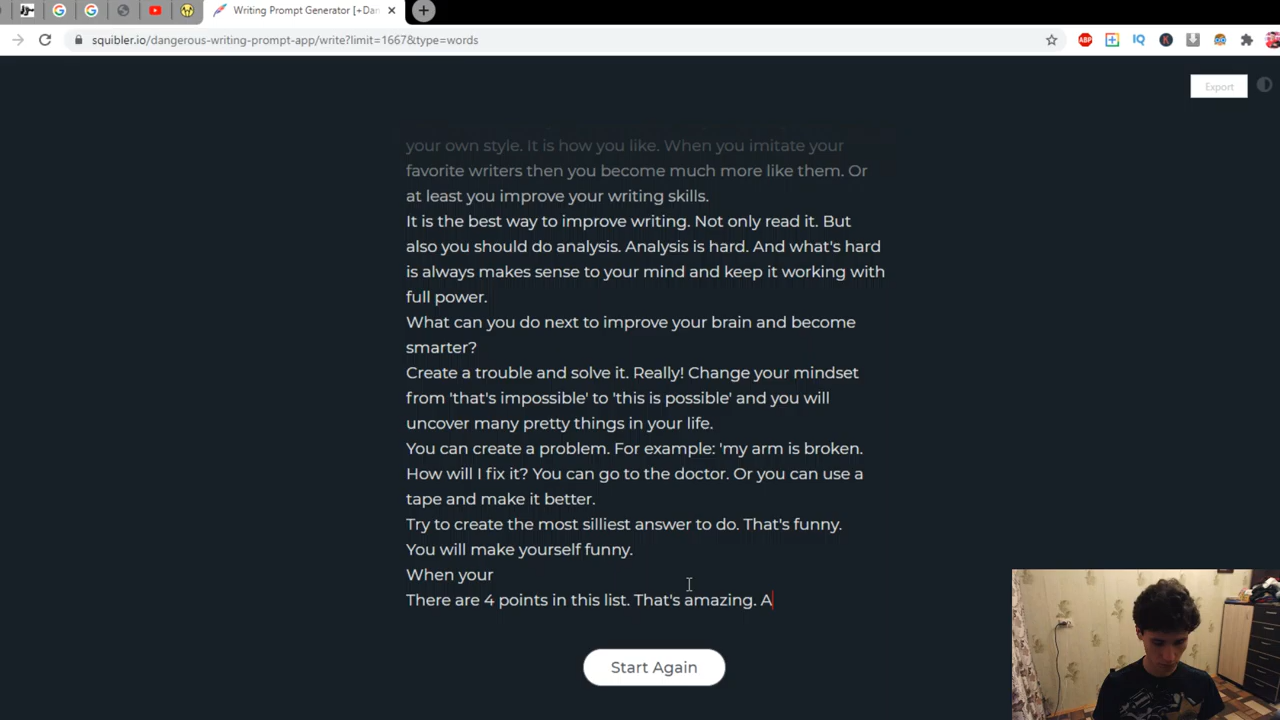 Writing Prompt Generator [+Dan
squibler.io/dangerous-writing-prompt-app/write?limit=1667&type=words
ABP
IQ
K
Export
your own style. It is how you like. When you imitate your
favorite writers then you become much more like them. Or
at least you improve your writing skills.
It is the best way to improve writing. Not only read it. But
also you should do analysis. Analysis is hard. And what's hard
is always makes sense to your mind and keep it working with
full power.
What can you do next to improve your brain and become
smarter?
Create a trouble and solve it. Really! Change your mindset
from 'that's impossible' to 'this is possible' and you will
uncover many pretty things in your life.
You can create a problem. For example: 'my arm is broken.
How will I fix it? You can go to the doctor. Or you can use a
tape and make it better.
Try to create the most silliest answer to do. That's funny.
You will make yourself funny.
When your
There are 4 points in this list. That's amazing. A
Start Again